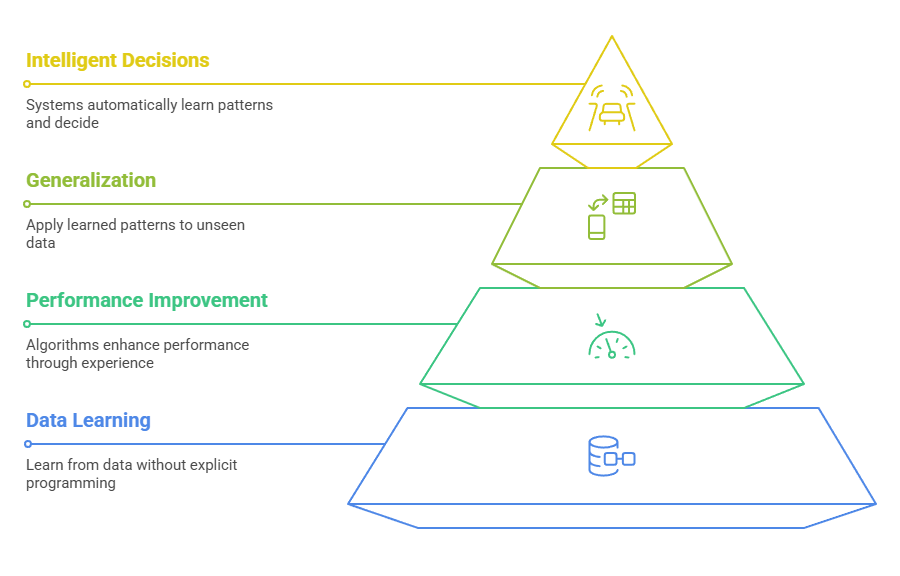 Intelligent Decisions
Systems automatically learn patterns
and decide
Generalization
Apply learned patterns to unseen
data
Performance Improvement
Algorithms enhance performance
through experience
Data Learning
Learn from data without explicit
programming